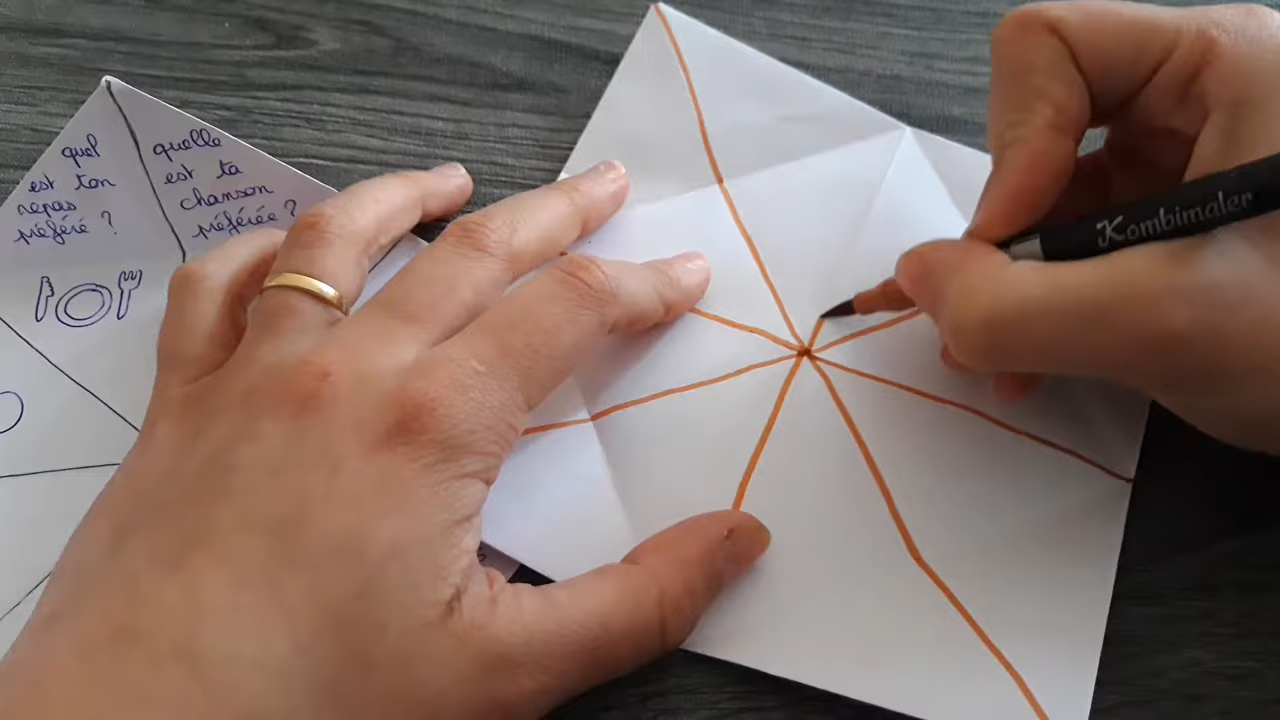 quel
est ton
repas
préféré ?
quelle
est ta
chanson
préférée ?
Kombimaler